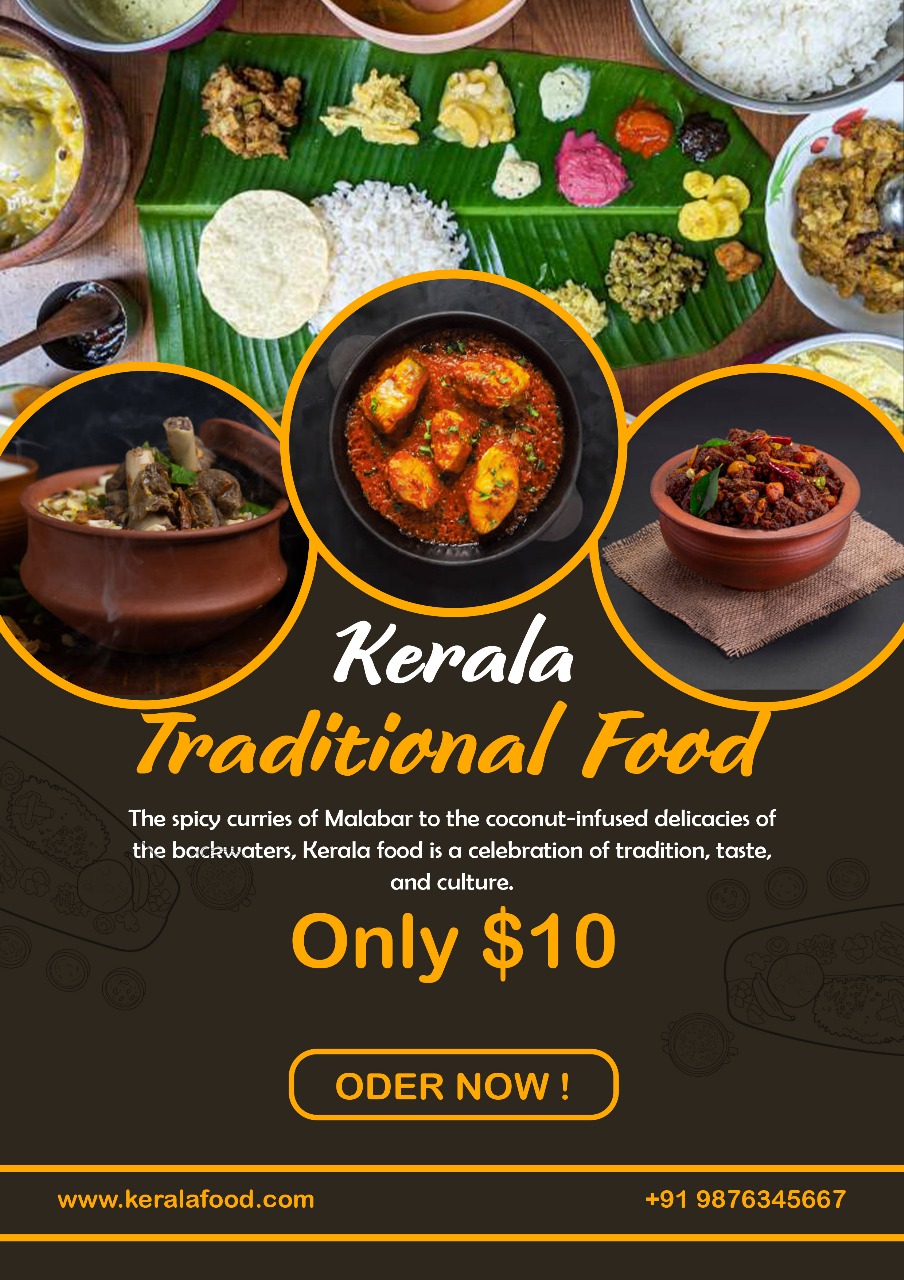 Kerala
Traditional Food
The spicy curries of Malabar to the coconut-infused delicacies of
the backwaters, Kerala food is a celebration of tradition, taste,
and culture.
Only $10
ODER NOW !
www.keralafood.com +91 9876345667